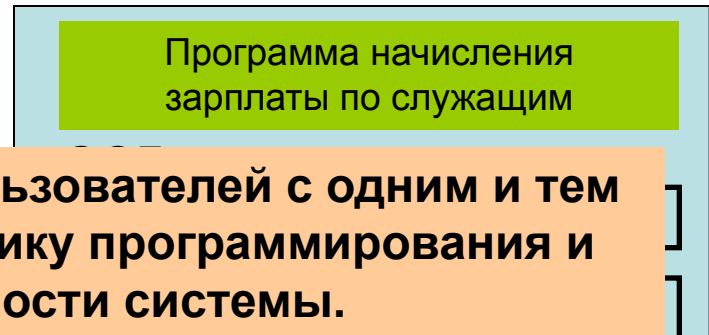 Программа начисления
зарплаты по служащим
ьзователей с одним и тем
ику программирования и
ости системы.